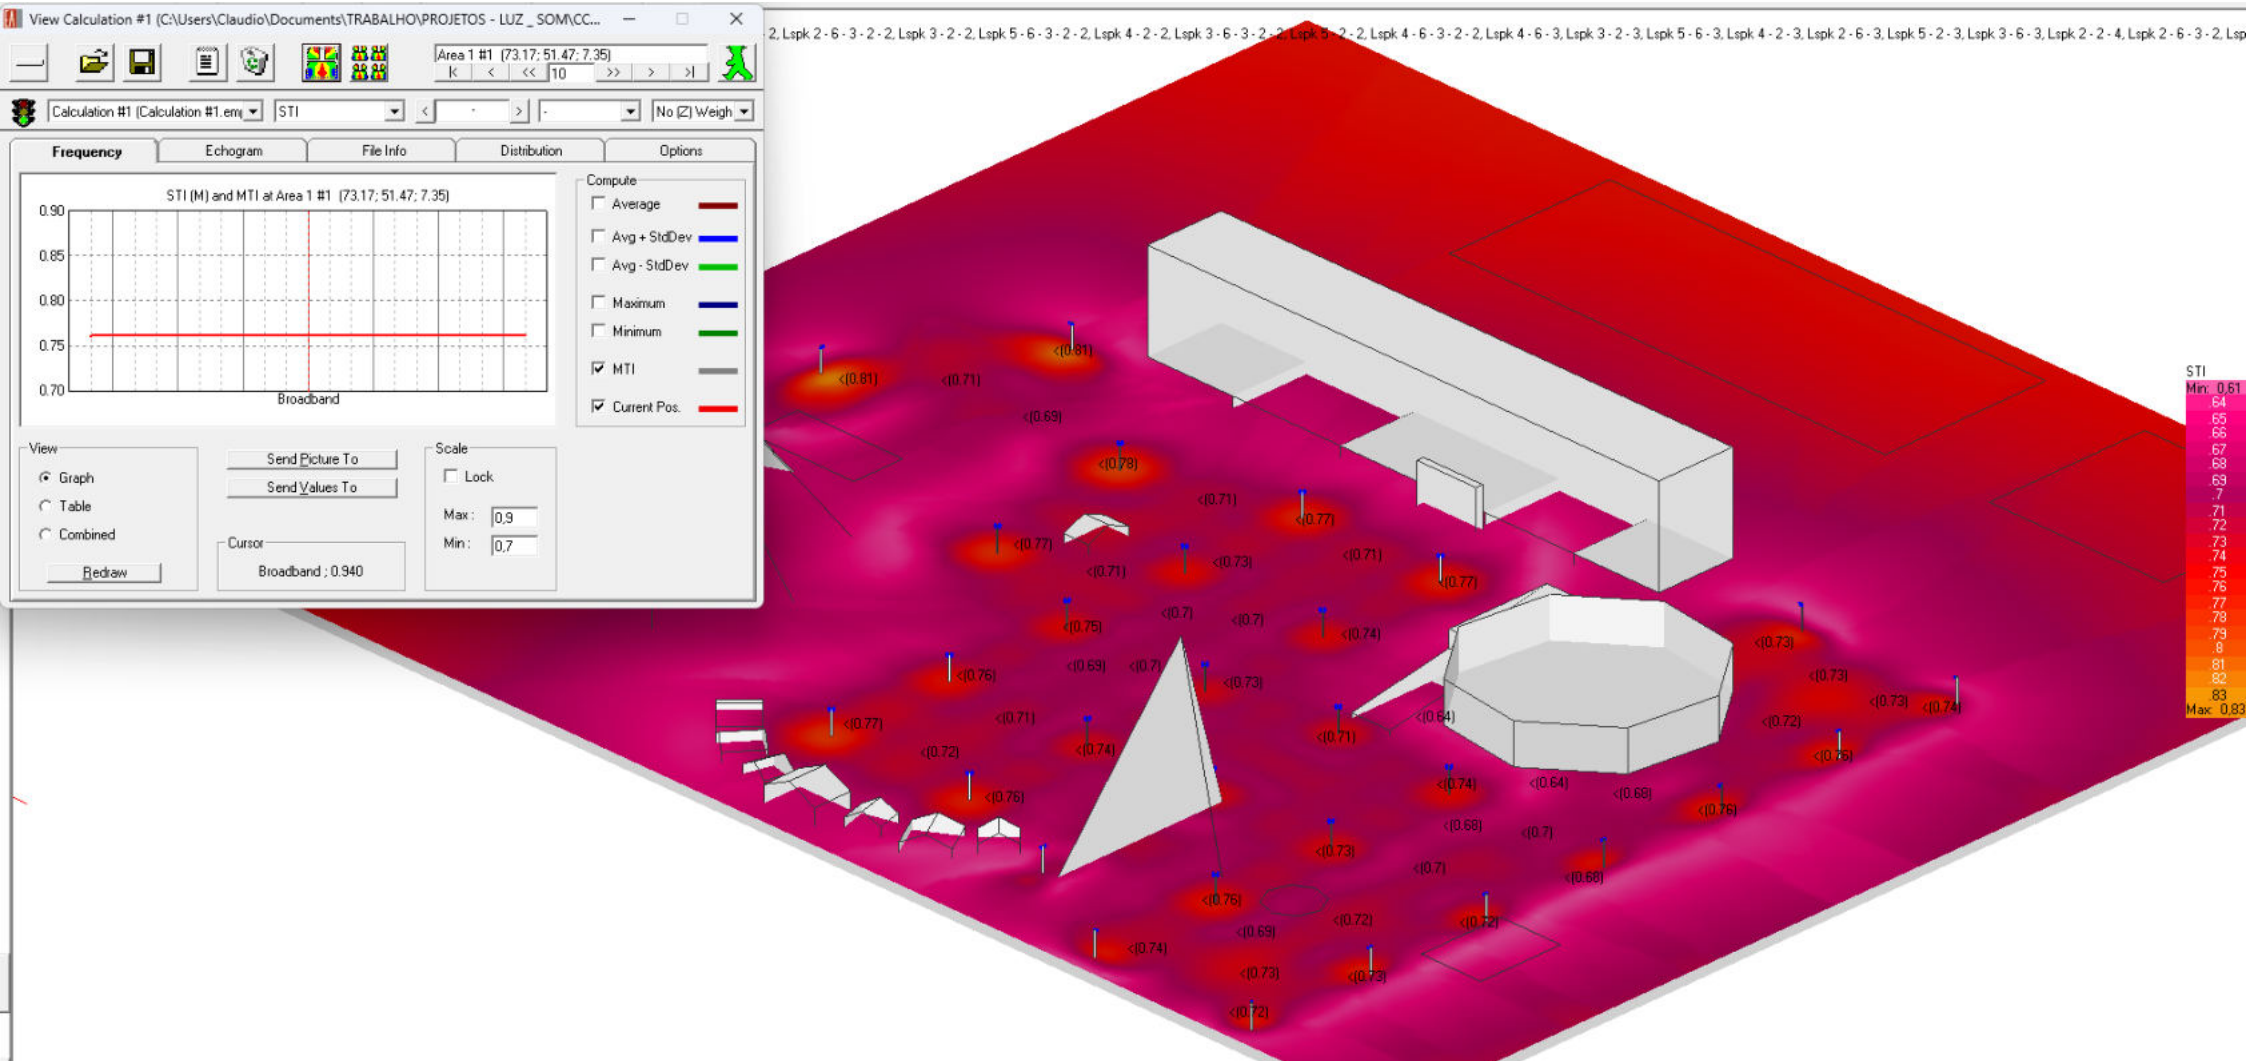 View Calculation #1 (C:\Users\Claudio\Documents\TRABALHO\PROJETOS - LUZ _ SOM\CC...
2, Lspk 2 - 6 - 3 - 2 - 2, Lspk 3 - 2 - 2, Lspk 5 - 6 - 3 - 2 - 2, Lspk 4 - 2 - 2, Lspk 3 - 6 - 3 - 2 - 2, Lspk 5 - 2 - 2, Lspk 4 - 6 - 3 - 2 - 2, Lspk 4 - 6 - 3, Lspk 3 - 2 - 3, Lspk 5 - 6 - 3, Lspk 4 - 2 - 3, Lspk 2 - 6 - 3, Lspk 5 - 2 - 3, Lspk 3 - 6 - 3, Lspk 2 - 2 - 4, Lspk 2 - 6 - 3 - 2, Lsp
Area 1 #1 (73.17; 51.47; 7.35)
|< < << 10 >> > >|
Calculation #1 (Calculation #1.em STI < - > - No (Z) Weigh
Frequency Echogram File Info Distribution Options
STI (M) and MTI at Area 1 #1 (73.17; 51.47; 7.35)
0.90
0.85
0.80
0.75
0.70
Broadband
Compute
Average
Avg + StdDev
Avg - StdDev
Maximum
Minimum
MTI
Current Pos.
View
Graph
Table
Combined
Redraw
Send Picture To
Send Values To
Cursor
Broadband ; 0.940
Scale
Lock
Max : 0,9
Min : 0,7
<(0.81)
<(0.81)
<(0.71)
<(0.69)
<(0.78)
<(0.71)
<(0.77)
<(0.77)
<(0.71)
<(0.73)
<(0.71)
<(0.77)
<(0.7)
<(0.7)
<(0.75)
<(0.74)
<(0.73)
<(0.69)
<(0.7)
<(0.76)
<(0.73)
<(0.73)
<(0.73)
<(0.74)
<(0.77)
<(0.71)
<(0.64)
<(0.72)
<(0.71)
<(0.72)
<(0.74)
<(0.76)
<(0.76)
<(0.74)
<(0.64)
<(0.68)
<(0.76)
<(0.68)
<(0.7)
<(0.73)
<(0.7)
<(0.68)
<(0.76)
<(0.72)
<(0.72)
<(0.69)
<(0.74)
<(0.73)
<(0.73)
<(0.72)
STI
Min: 0,61
.64
.65
.66
.67
.68
.69
.7
.71
.72
.73
.74
.75
.76
.77
.78
.79
.8
.81
.82
.83
Max: 0,83